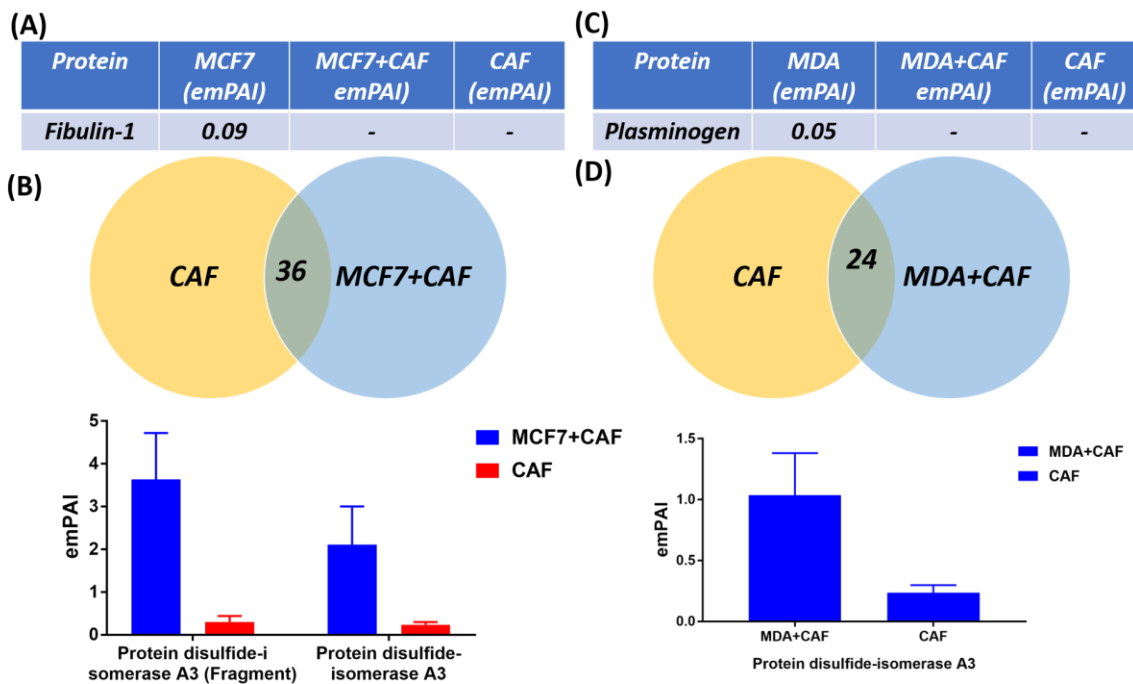 (A)
Protein MCF7 (emPAI) MCF7+CAF emPAI) CAF (emPAI)
Fibulin-1 0.09 - -
(C)
Protein MDA (emPAI) MDA+CAF emPAI) CAF (emPAI)
Plasminogen 0.05 - -
(B)
CAF 36 MCF7+CAF
(D)
CAF 24 MDA+CAF
5
4
3
2
1
0
emPAI
MCF7+CAF
CAF
Protein disulfide-i
somerase A3 (Fragment)
Protein disulfide-
isomerase A3
1.5
1.0
0.5
0.0
emPAI
MDA+CAF
CAF
MDA+CAF CAF
Protein disulfide-isomerase A3